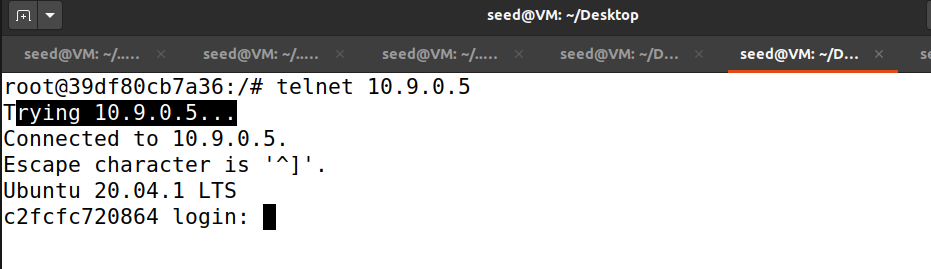 seed@VM: ~/Desktop
seed@VM: ~/..... × seed@VM: ~/..... × seed@VM: ~/..... × seed@VM: ~/D... × seed@VM: ~/D... × se
root@39df80cb7a36:/# telnet 10.9.0.5
Trying 10.9.0.5...
Connected to 10.9.0.5.
Escape character is '^]'.
Ubuntu 20.04.1 LTS
c2fcfc720864 login: